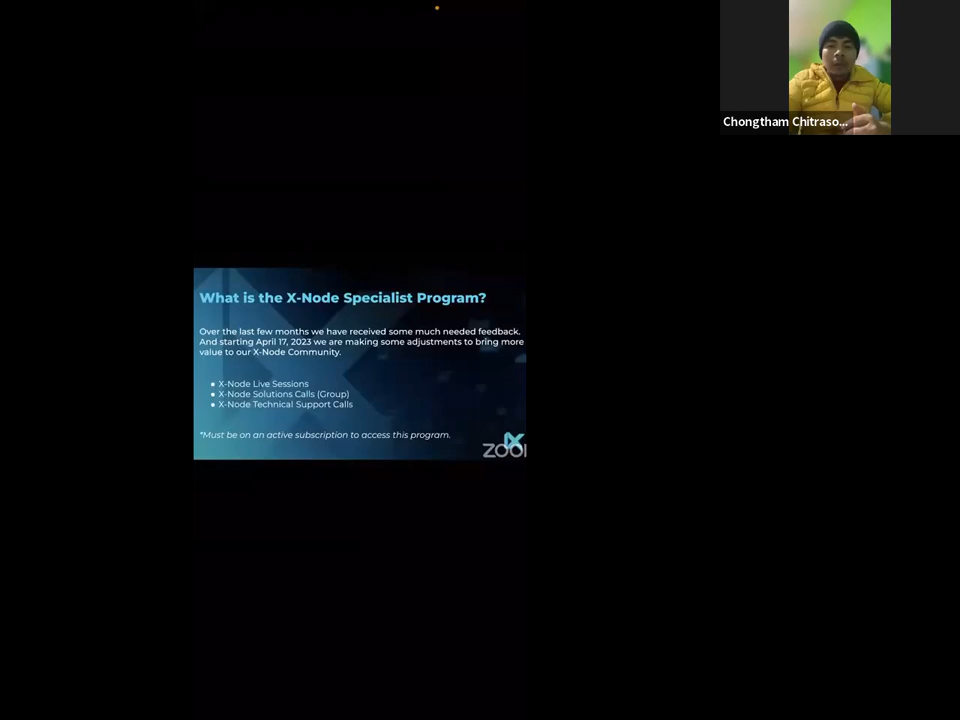 Chongtham Chitraso...
What is the X-Node Specialist Program?
Over the last few months we have received some much needed feedback.
And starting April 17, 2023 we are making some adjustments to bring more
value to our X-Node Community.
X-Node Live Sessions
X-Node Solutions Calls (Group)
X-Node Technical Support Calls
*Must be on an active subscription to access this program.